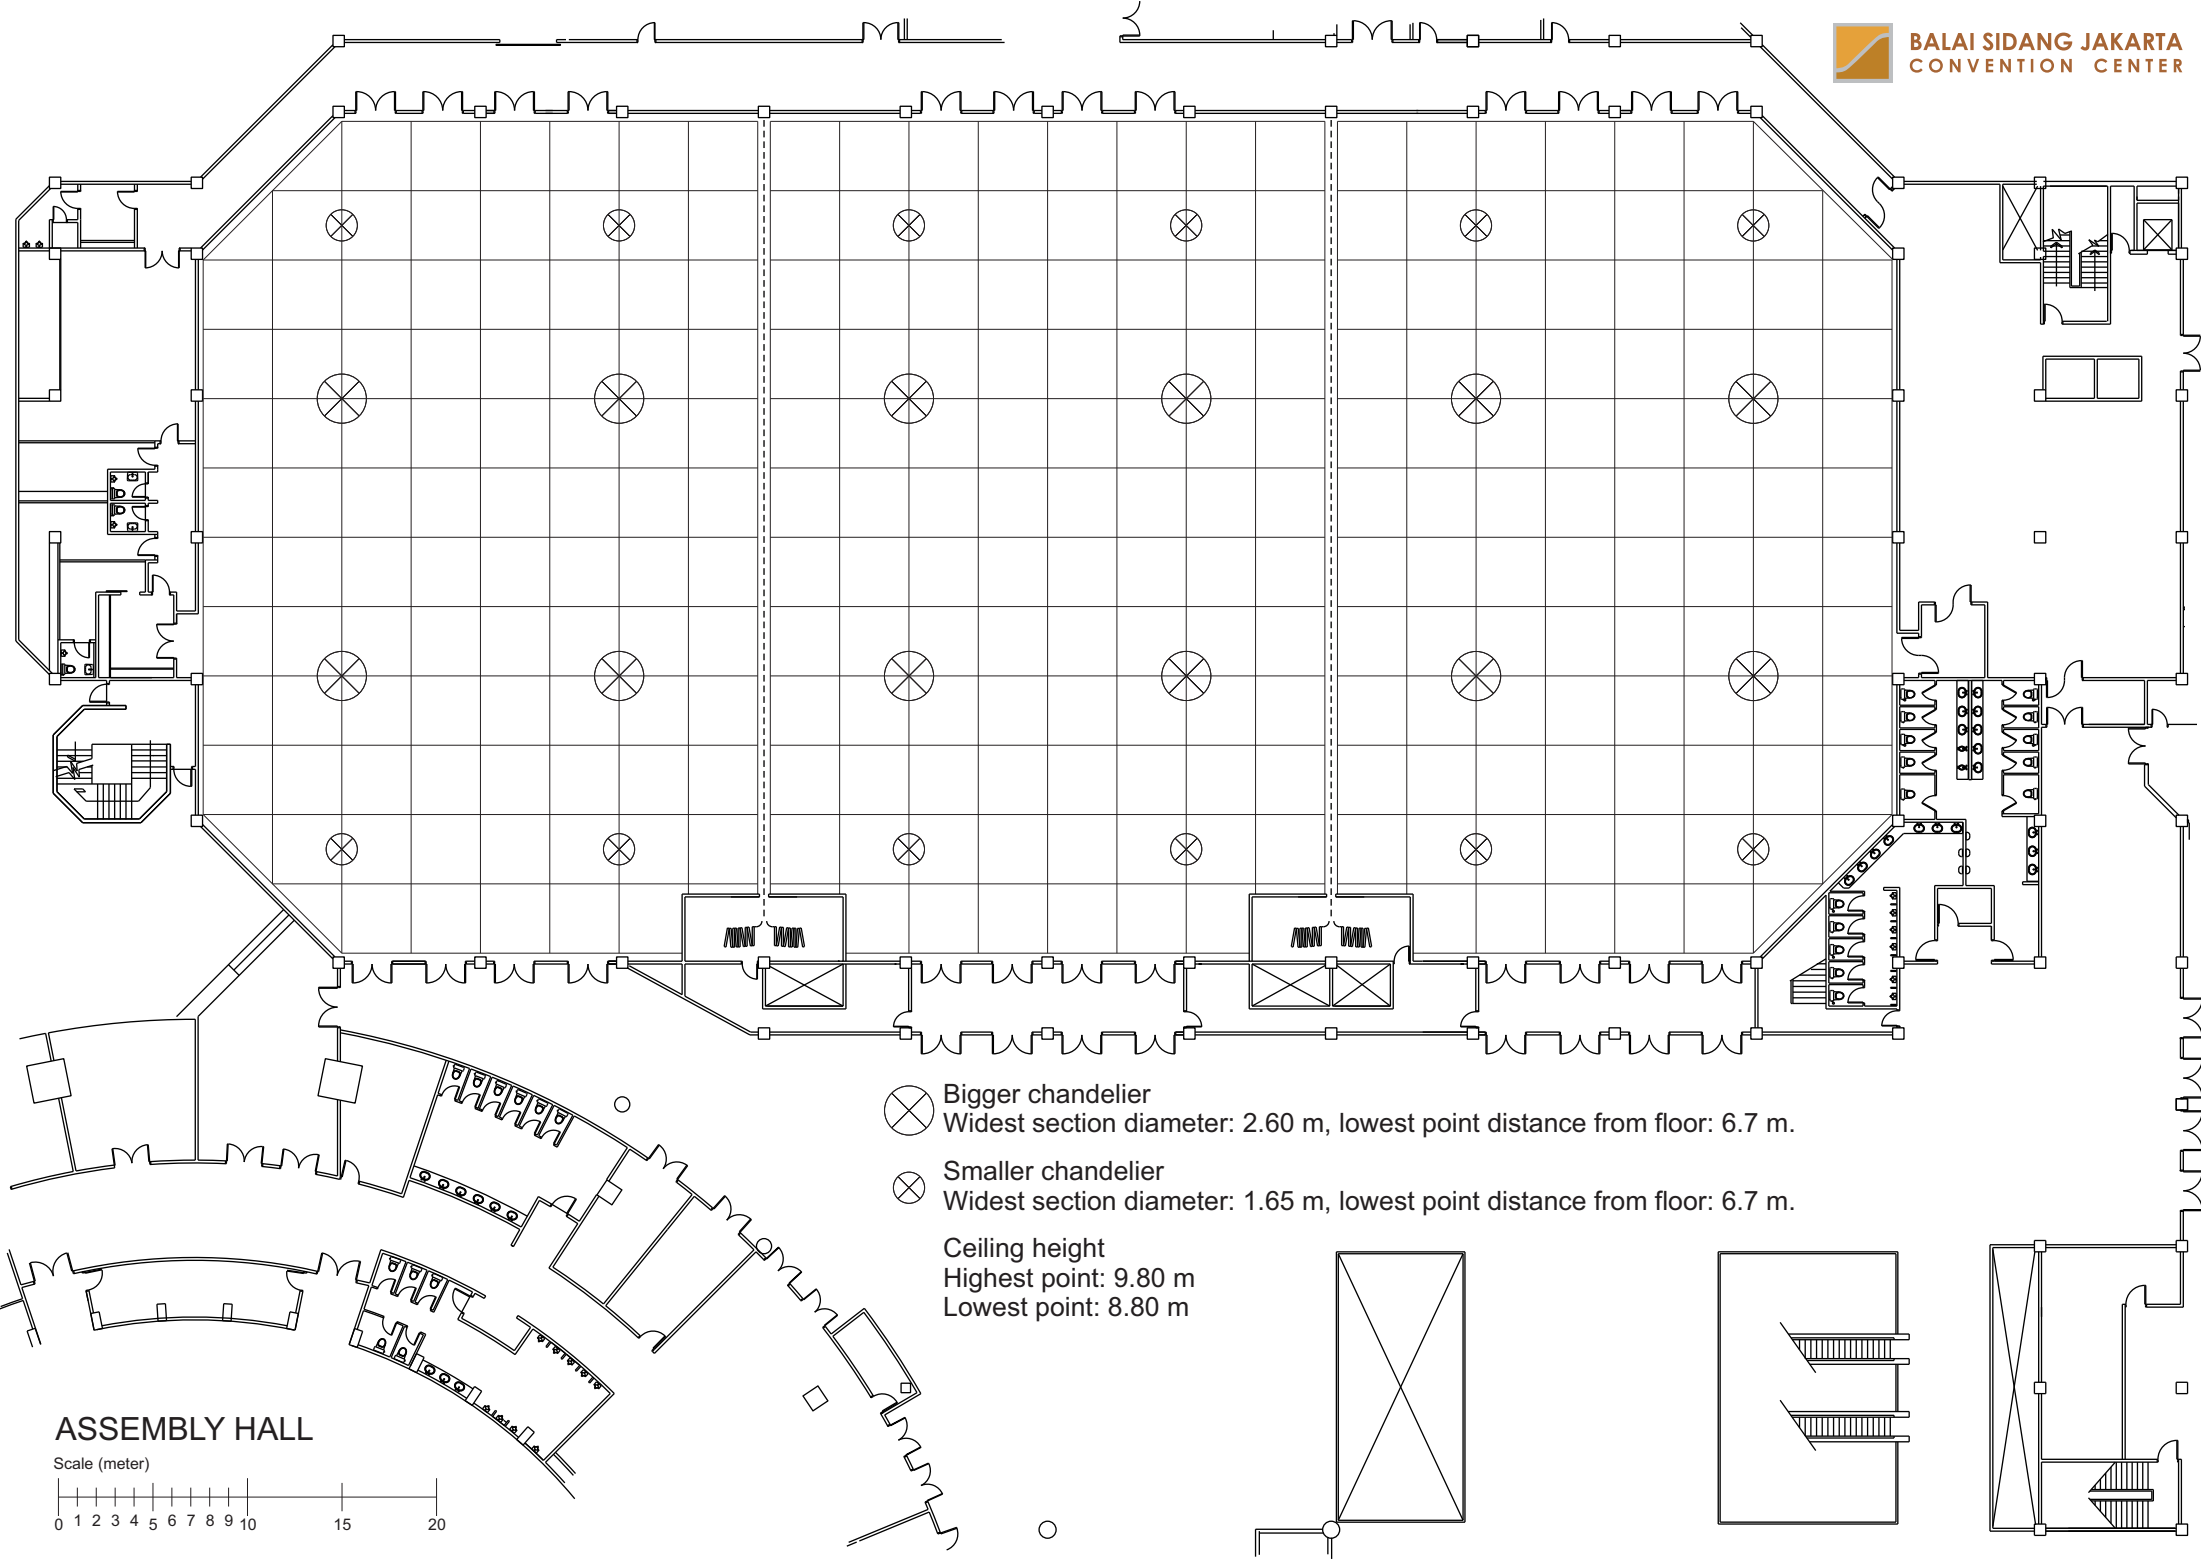 BALAI SIDANG JAKARTA
CONVENTION CENTER
Bigger chandelier
Widest section diameter: 2.60 m, lowest point distance from floor: 6.7 m.
Smaller chandelier
Widest section diameter: 1.65 m, lowest point distance from floor: 6.7 m.
Ceiling height
Highest point: 9.80 m
Lowest point: 8.80 m
ASSEMBLY HALL
Scale (meter)
0 1 2 3 4 5 6 7 8 9 10 15 20